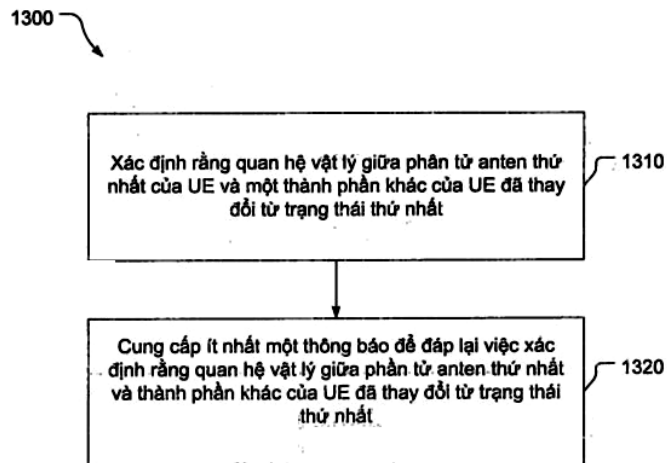 1300
Xác định rằng quan hệ vật lý giữa phân tử anten thứ
nhất của UE và một thành phần khác của UE đã thay
đổi từ trạng thái thứ nhất
1310
Cung cấp ít nhất một thông báo để đáp lại việc xác
định rằng quan hệ vật lý giữa phần tử anten thứ nhất
và thành phần khác của UE đã thay đổi từ trạng thái
thứ nhất
1320